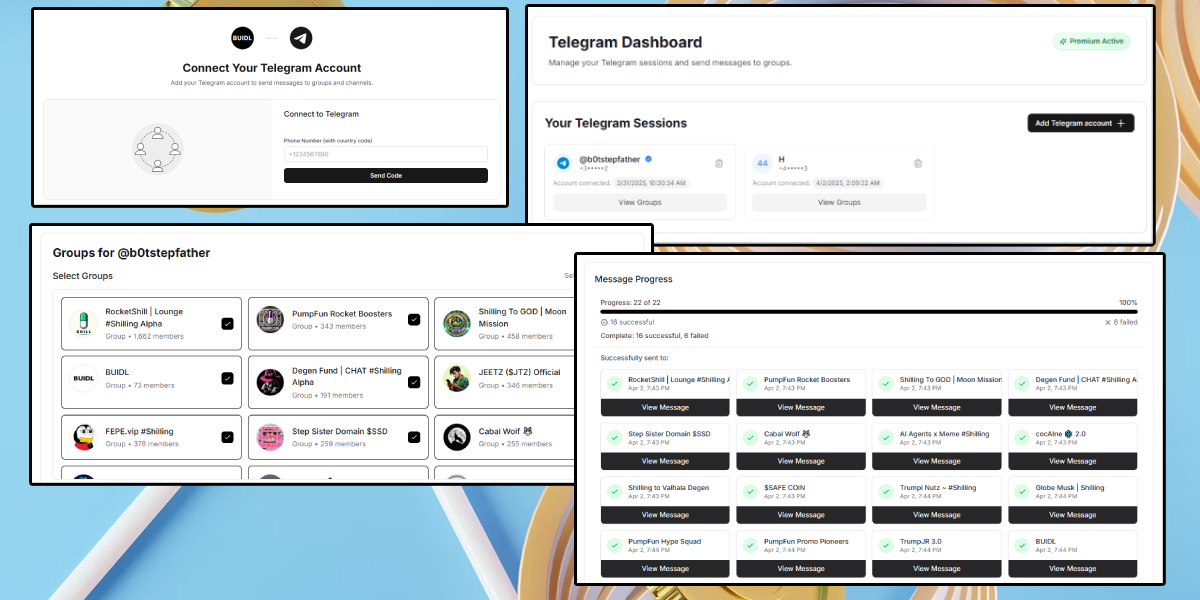 BUIDL
Connect Your Telegram Account
Add your Telegram account to send messages to groups and channels.
Connect to Telegram
Phone Number (with country code)
+1234567890
Send Code
Telegram Dashboard
Premium Active
Manage your Telegram sessions and send messages to groups.
Your Telegram Sessions
Add Telegram account +
@b0tstepfather
+3•••••2
Account connected: 3/31/2025, 10:30:34 AM
View Groups
44
H
+4•••••3
Account connected: 4/2/2025, 2:09:22 AM
View Groups
Groups for @b0tstepfather
Select Groups
Se
SHILL
RocketShill | Lounge
#Shilling Alpha
Group • 1,662 members
PumpFun Rocket Boosters
Group • 343 members
Shilling To GOD | Moon
Mission
Group • 458 members
BUIDL
BUIDL
Group • 73 members
Degen Fund | CHAT #Shilling
Alpha
Group • 191 members
JEETZ ($JTZ) Official
Group • 346 members
FEPE.vip #Shilling
Group • 378 members
Step Sister Domain $SSD
Group • 259 members
Cabal Wolf 🐺
Group • 255 members
Message Progress
Progress: 22 of 22
100%
16 successful
6 failed
Complete: 16 successful, 6 failed
Successfully sent to:
RocketShill | Lounge #Shilling A
Apr 2, 7:43 PM
View Message
PumpFun Rocket Boosters
Apr 2, 7:43 PM
View Message
Shilling To GOD | Moon Mission
Apr 2, 7:43 PM
View Message
Degen Fund | CHAT #Shilling Al
Apr 2, 7:43 PM
View Message
Step Sister Domain $SSD
Apr 2, 7:43 PM
View Message
Cabal Wolf 🐺
Apr 2, 7:43 PM
View Message
AI Agents x Meme #Shilling
Apr 2, 7:43 PM
View Message
cocAIne 2.0
Apr 2, 7:43 PM
View Message
Shilling to Valhala Degen
Apr 2, 7:43 PM
View Message
$SAFE COIN
Apr 2, 7:43 PM
View Message
Trumpi Nutz ~ #Shilling
Apr 2, 7:44 PM
View Message
Globe Musk | Shilling
Apr 2, 7:44 PM
View Message
PumpFun Hype Squad
Apr 2, 7:44 PM
View Message
PumpFun Promo Pioneers
Apr 2, 7:44 PM
View Message
TrumpJR 3.0
Apr 2, 7:44 PM
View Message
BUIDL
Apr 2, 7:44 PM
View Message